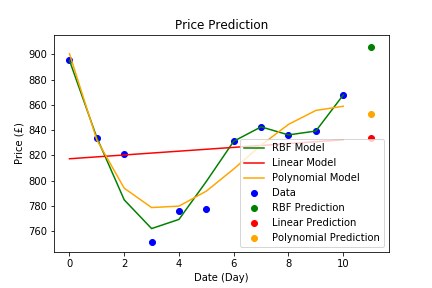 Price Prediction
Price (£)
900
880
860
840
820
800
780
760
RBF Model
Linear Model
Polynomial Model
Data
RBF Prediction
Linear Prediction
Polynomial Prediction
0 2 4 6 8 10
Date (Day)